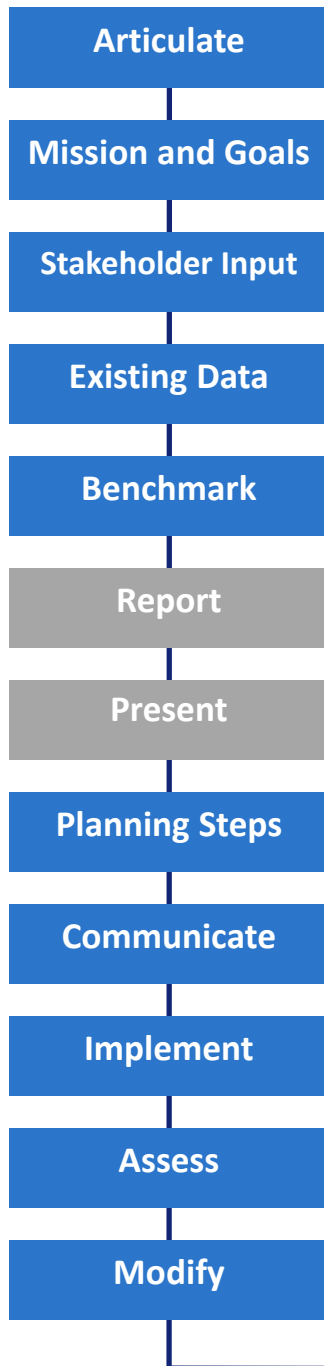 Articulate
Mission and Goals
Stakeholder Input
Existing Data
Benchmark
Report
Present
Planning Steps
Communicate
Implement
Assess
Modify